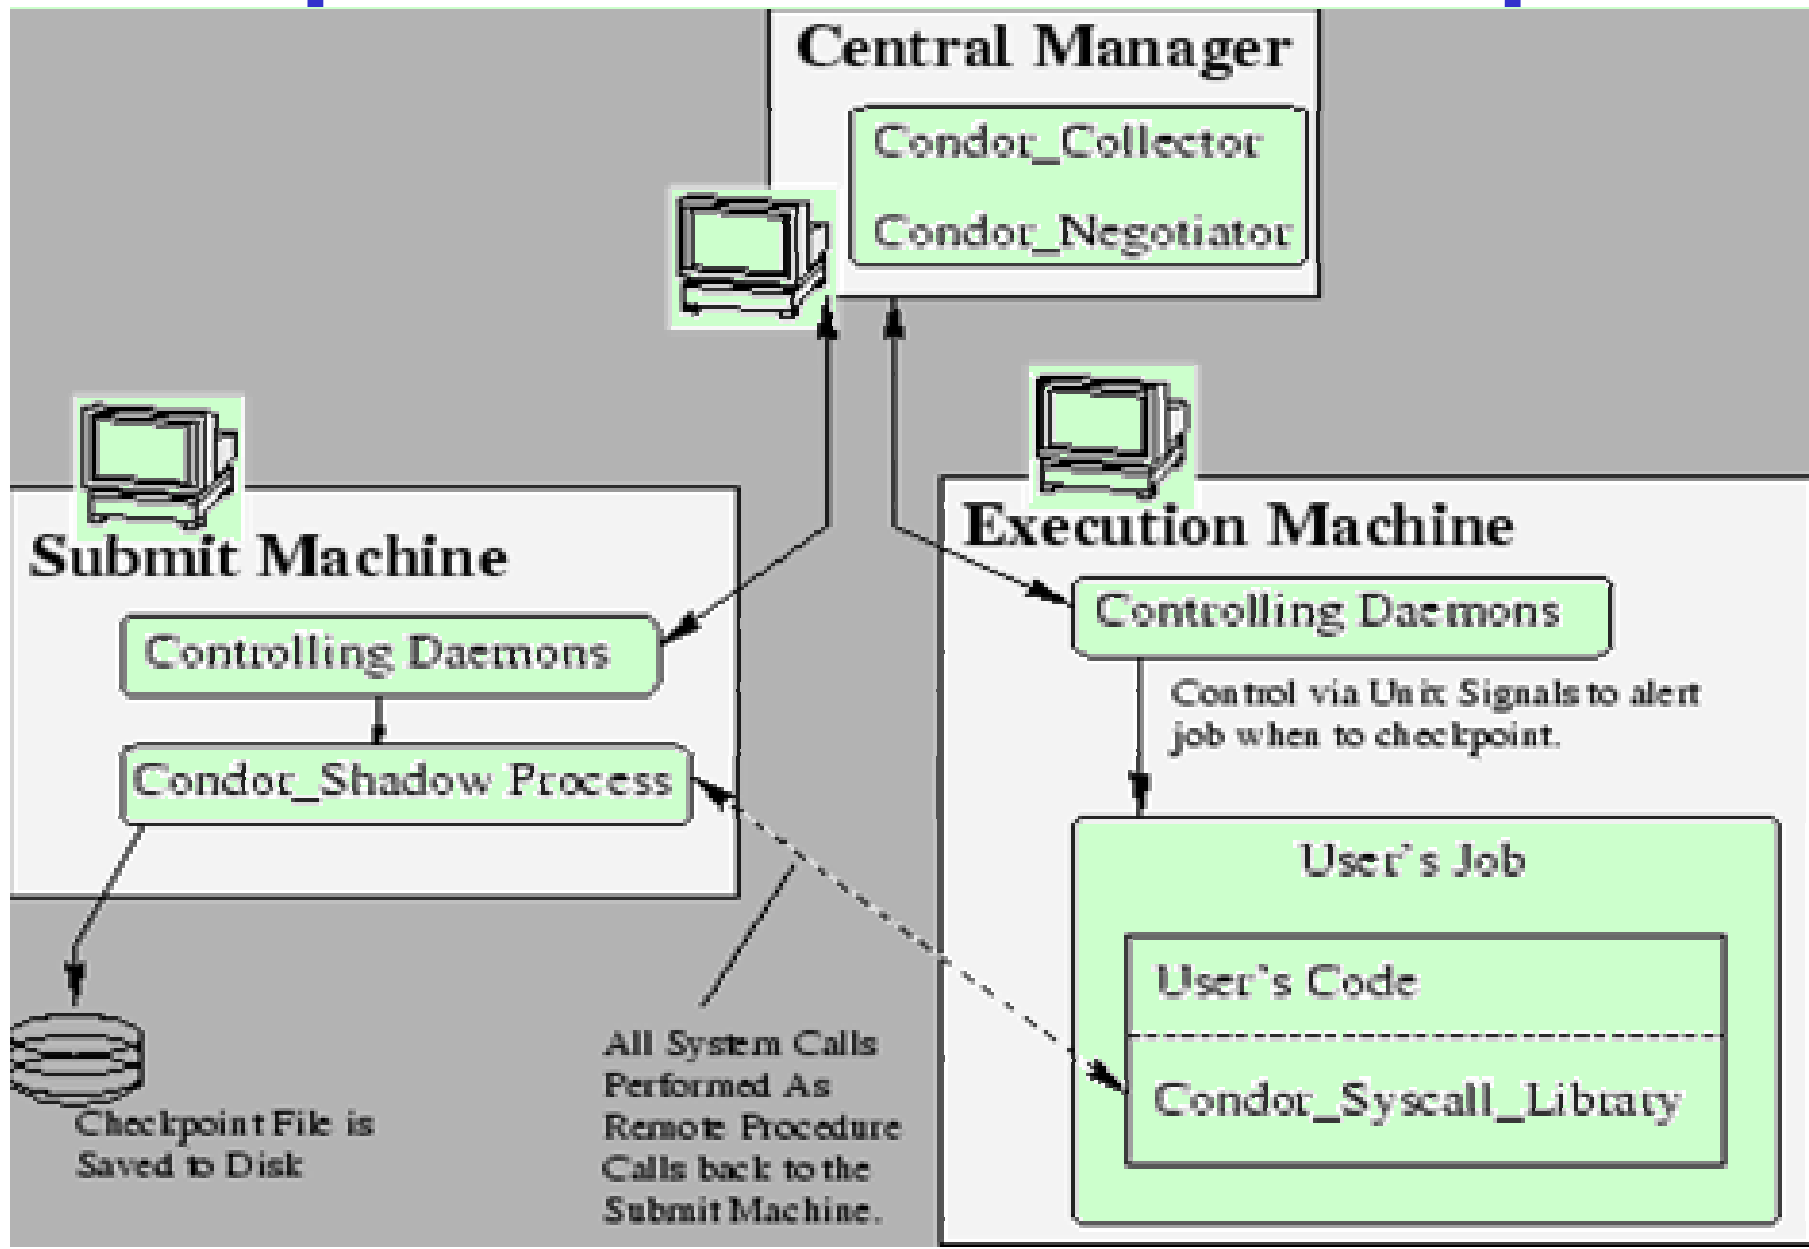 Central Manager
Condor_Collector
Condor_Negotiator
Submit Machine
Controlling Daemons
Condor_Shadow Process
Checkpoint File is
Saved to Disk
All System Calls
Performed As
Remote Procedure
Calls back to the
Submit Machine.
Execution Machine
Controlling Daemons
Control via Unix Signals to alert
job when to checkpoint.
User's Job
User's Code
Condor_Syscall_Library